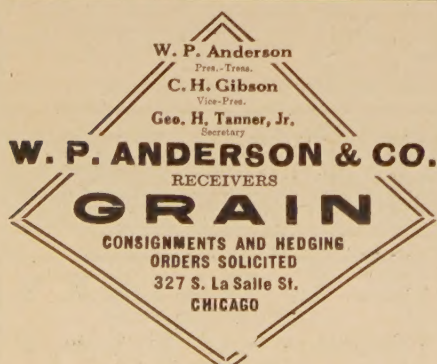 W. P. Anderson
Pres.-Treas.
C. H. Gibson
Vice-Pres.
Geo. H. Tanner, Jr.
Secretary
W. P. ANDERSON & CO.
RECEIVERS
GRAIN
CONSIGNMENTS AND HEDGING
ORDERS SOLICITED
327 S. La Salle St.
CHICAGO